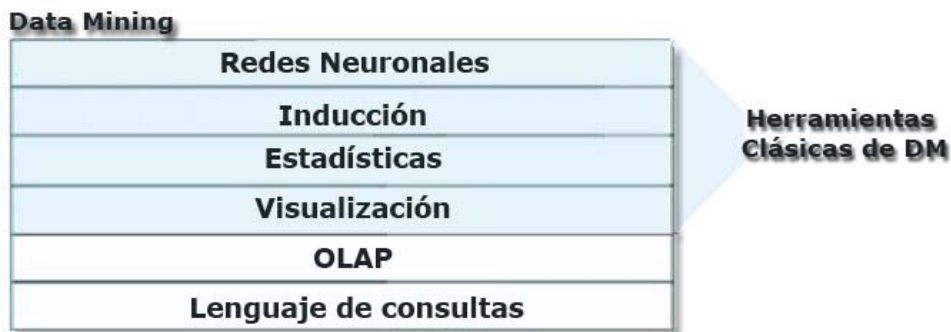 Data Mining
Redes Neuronales
Inducción
Estadísticas
Visualización
OLAP
Lenguaje de consultas
Herramientas
Clásicas de DM